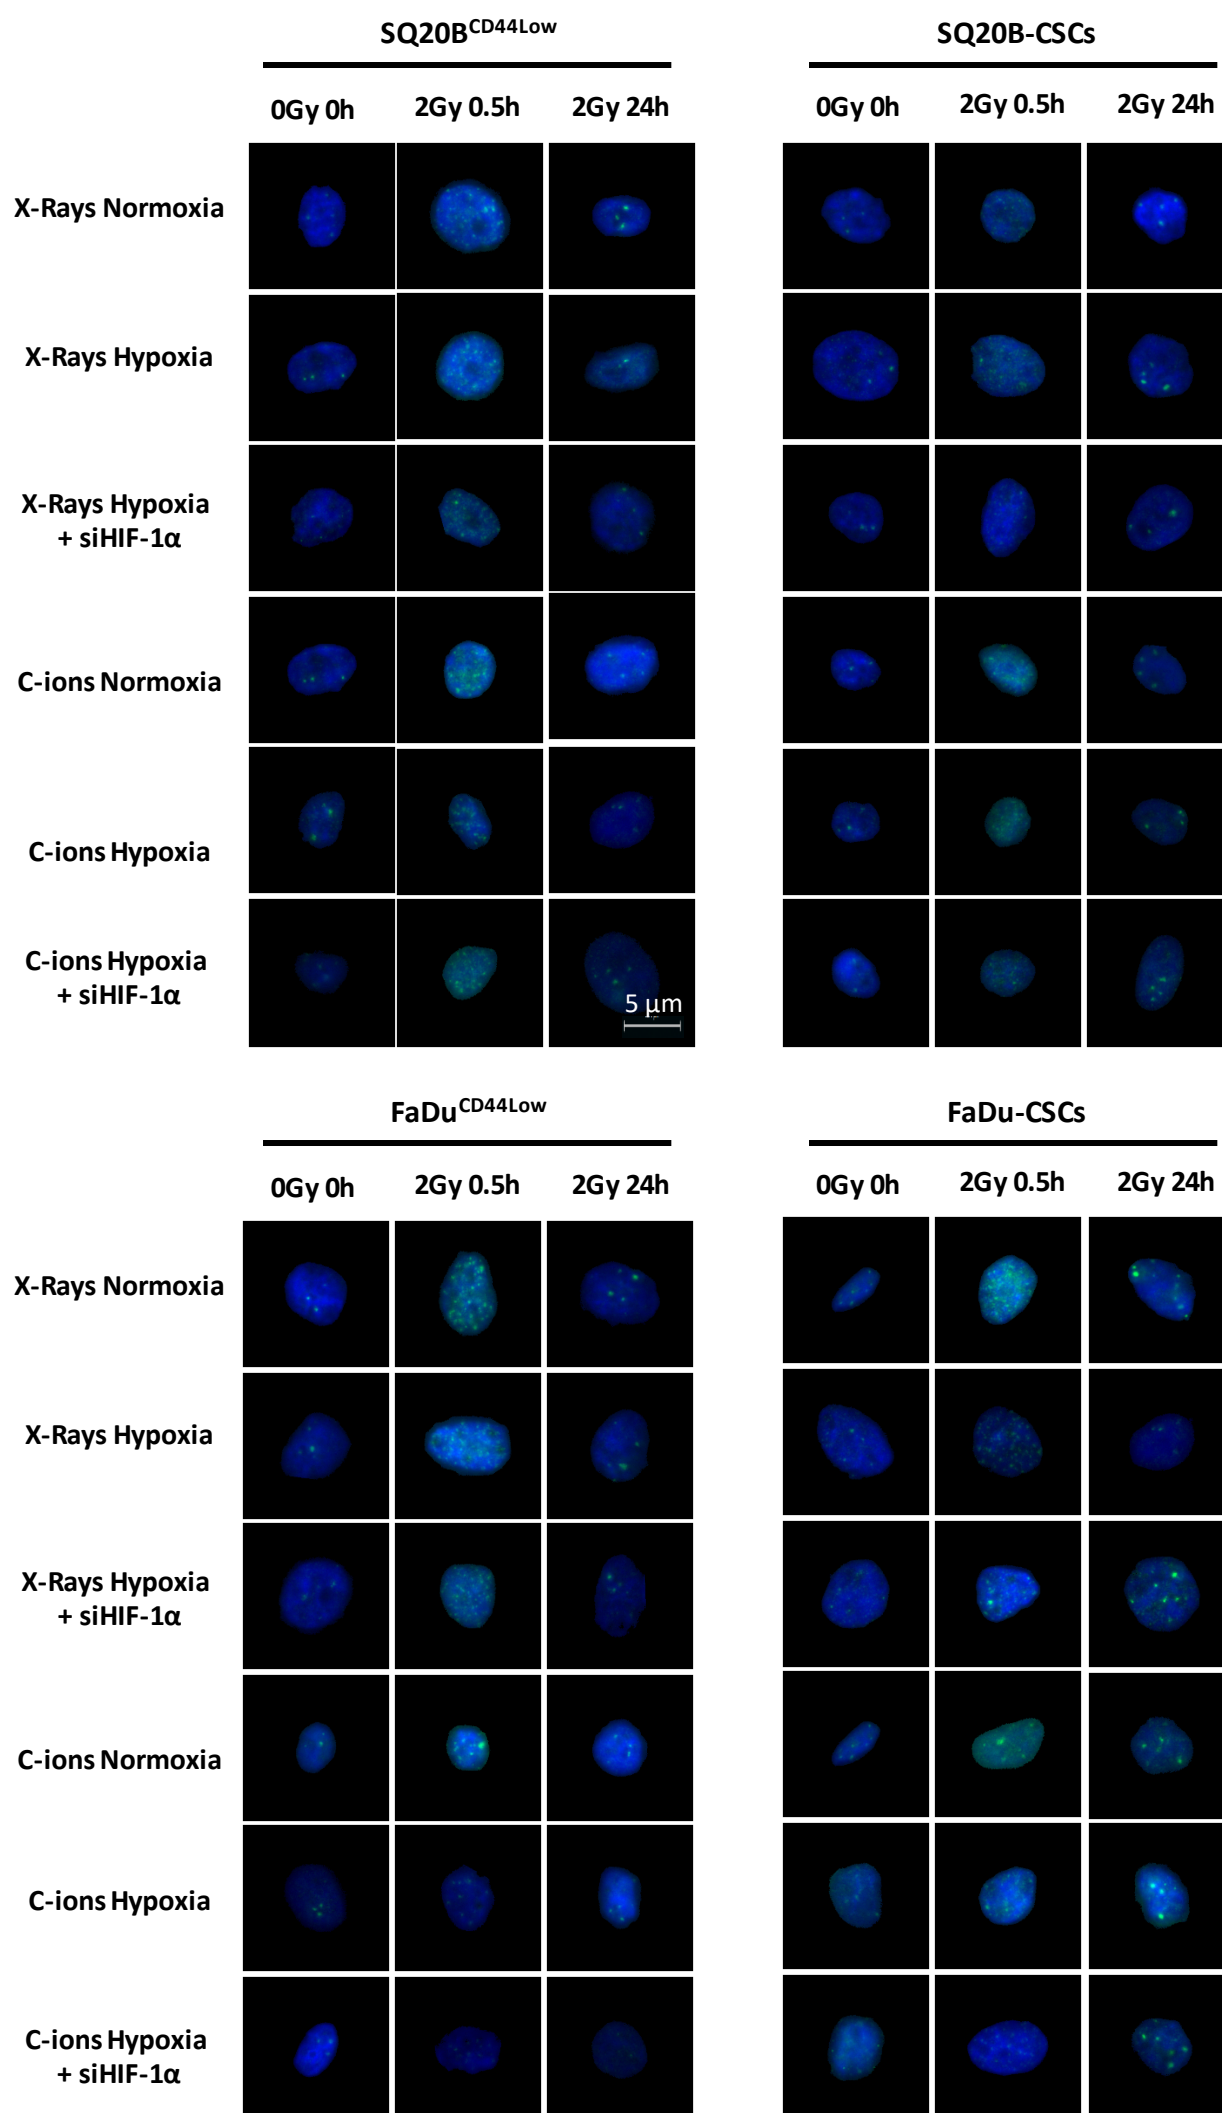 SQ20B^CD44Low SQ20B-CSCs
0Gy 0h 2Gy 0.5h 2Gy 24h 0Gy 0h 2Gy 0.5h 2Gy 24h
X-Rays Normoxia
X-Rays Hypoxia
X-Rays Hypoxia
+ siHIF-1α
C-ions Normoxia
C-ions Hypoxia
C-ions Hypoxia
+ siHIF-1α
5 μm
FaDu^CD44Low FaDu-CSCs
0Gy 0h 2Gy 0.5h 2Gy 24h 0Gy 0h 2Gy 0.5h 2Gy 24h
X-Rays Normoxia
X-Rays Hypoxia
X-Rays Hypoxia
+ siHIF-1α
C-ions Normoxia
C-ions Hypoxia
C-ions Hypoxia
+ siHIF-1α